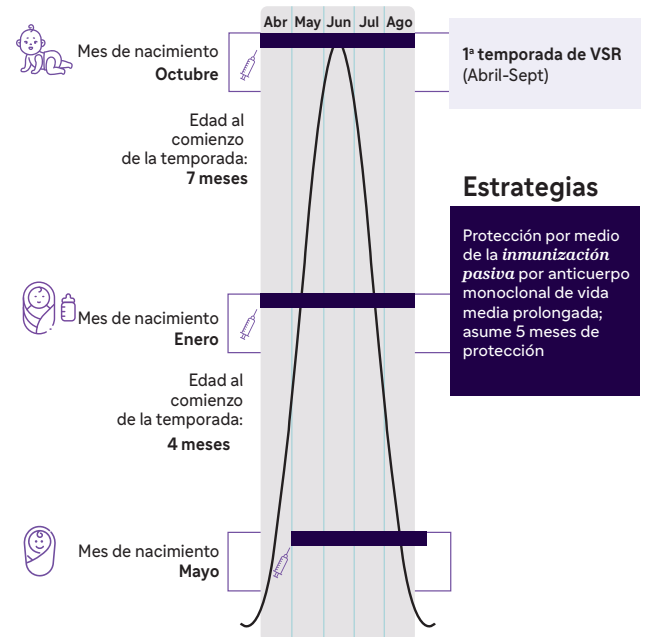 Abr May Jun Jul Ago
Mes de nacimiento
Octubre
1ª temporada de VSR
(Abril-Sept)
Edad al
comienzo
de la temporada:
7 meses
Estrategias
Protección por medio
de la inmunización
pasiva por anticuerpo
monoclonal de vida
media prolongada;
asume 5 meses de
protección
Mes de nacimiento
Enero
Edad al
comienzo
de la temporada:
4 meses
Mes de nacimiento
Mayo